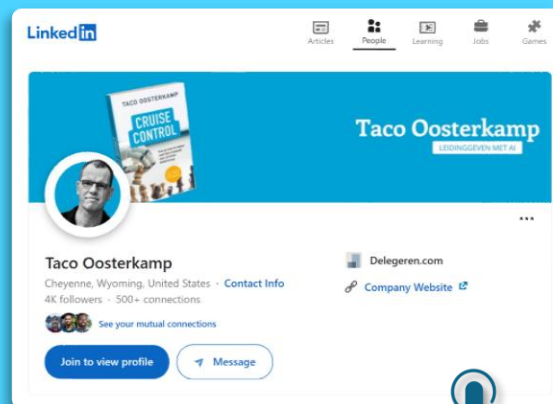 Linked in
Articles
People
Learning
Jobs
Games
TACO OOSTERKAMP
CRUISE
CONTROL
Taco Oosterkamp
LEIDINGGEVEN MET AI
Taco Oosterkamp
Cheyenne, Wyoming, United States · Contact Info
4K followers · 500+ connections
See your mutual connections
Join to view profile
Message
Delegeren.com
Company Website